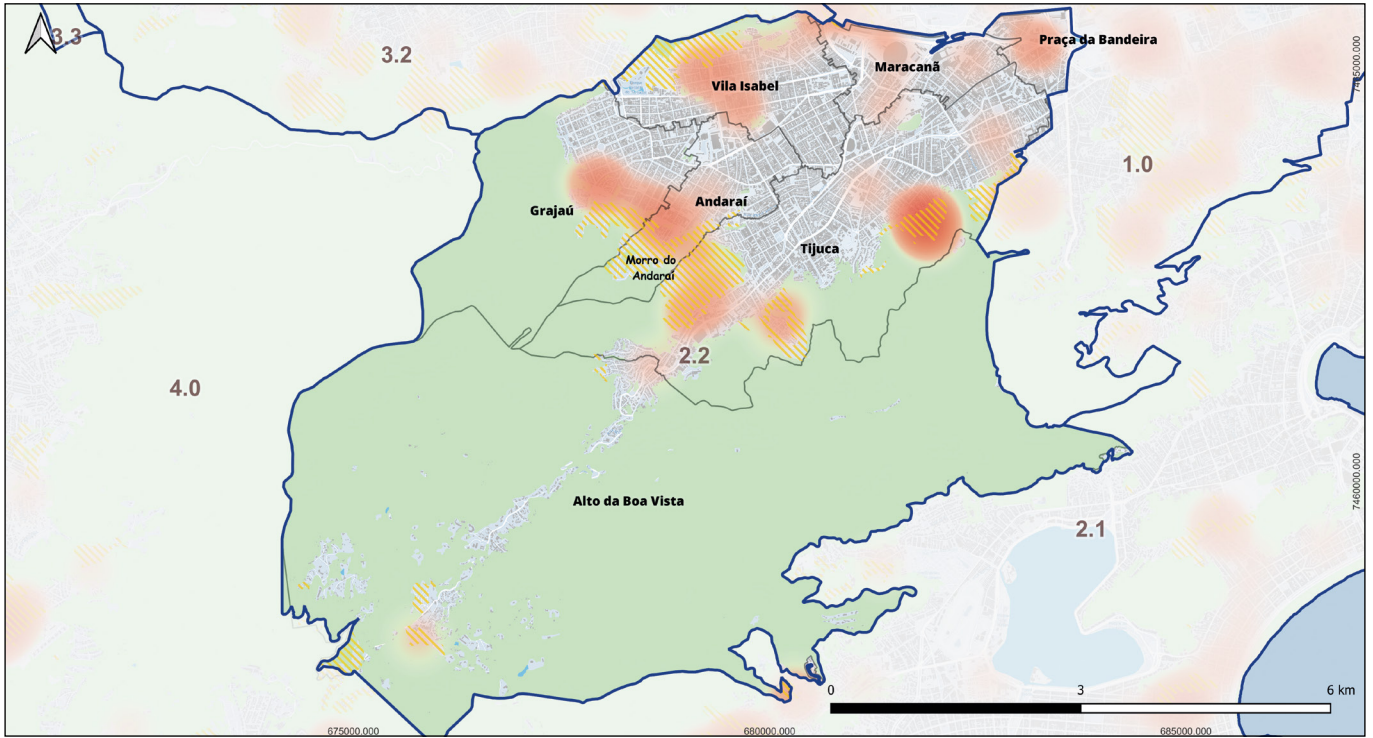 3.3
3.2
Praça da Bandeira
Maracanã
Vila Isabel
7465000.000
1.0
Andaraí
Grajaú
Tijuca
Morro do
Andaraí
2.2
4.0
7460000.000
Alto da Boa Vista
2.1
0
3
6 km
675000.000
680000.000
685000.000